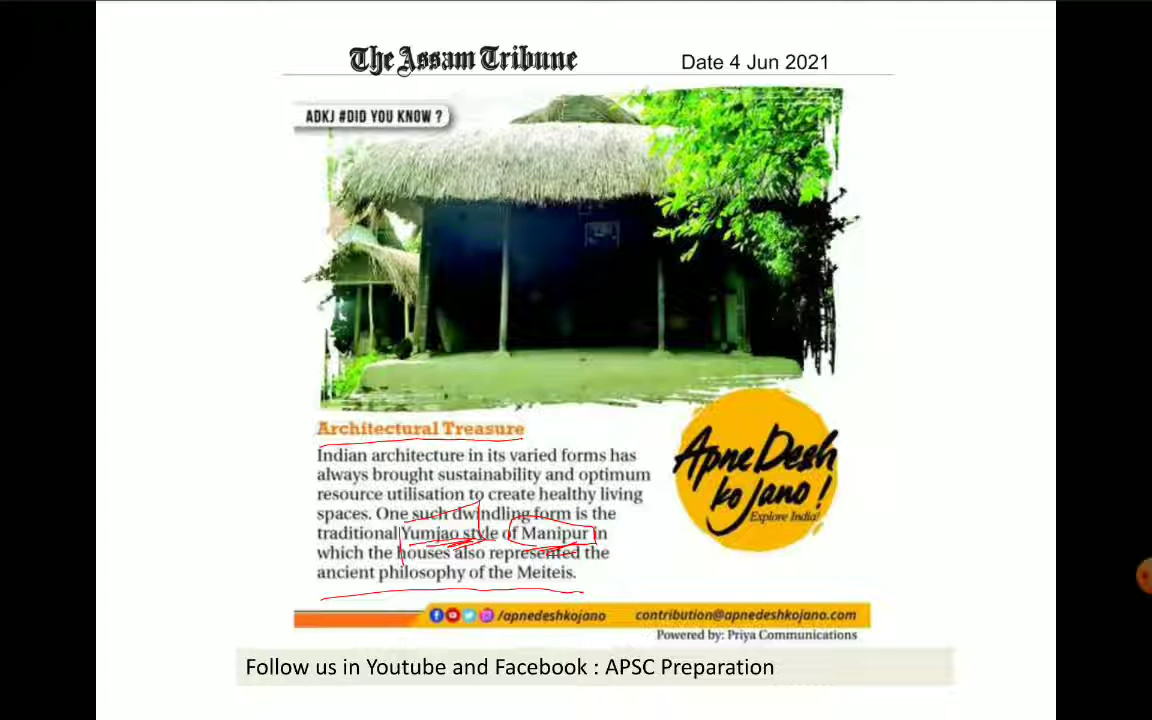 The Assam Tribune
Date 4 Jun 2021
ADKJ #DID YOU KNOW ?
Architectural Treasure
Indian architecture in its varied forms has
always brought sustainability and optimum
resource utilisation to create healthy living
spaces. One such dwindling form is the
traditional Yumjao style of Manipur in
which the houses also represented the
ancient philosophy of the Meiteis.
Apne Desh
ko Jano!
Explore India!
/apnedeshkojano
contribution@apnedeshkojano.com
Powered by: Priya Communications
Follow us in Youtube and Facebook : APSC Preparation